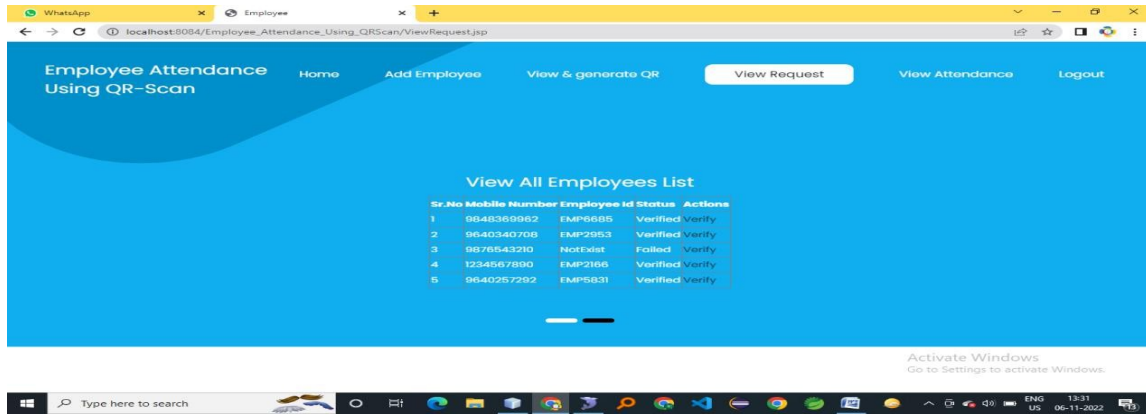 WhatsApp
Employee
localhost:8084/Employee_Attendance_Using_QRScan/ViewRequest.jsp
Employee Attendance
Using QR-Scan
Home
Add Employee
View & generate QR
View Request
View Attendance
Logout
View All Employees List
Sr.No Mobile Number Employee Id Status Actions
1 9848369962 EMP6685 Verified Verify
2 9640340708 EMP2953 Verified Verify
3 9876543210 NotExist Failed Verify
4 1234567890 EMP2166 Verified Verify
5 9640257292 EMP5831 Verified Verify
Activate Windows
Go to Settings to activate Windows.
Type here to search
ENG 13:31
US 06-11-2022